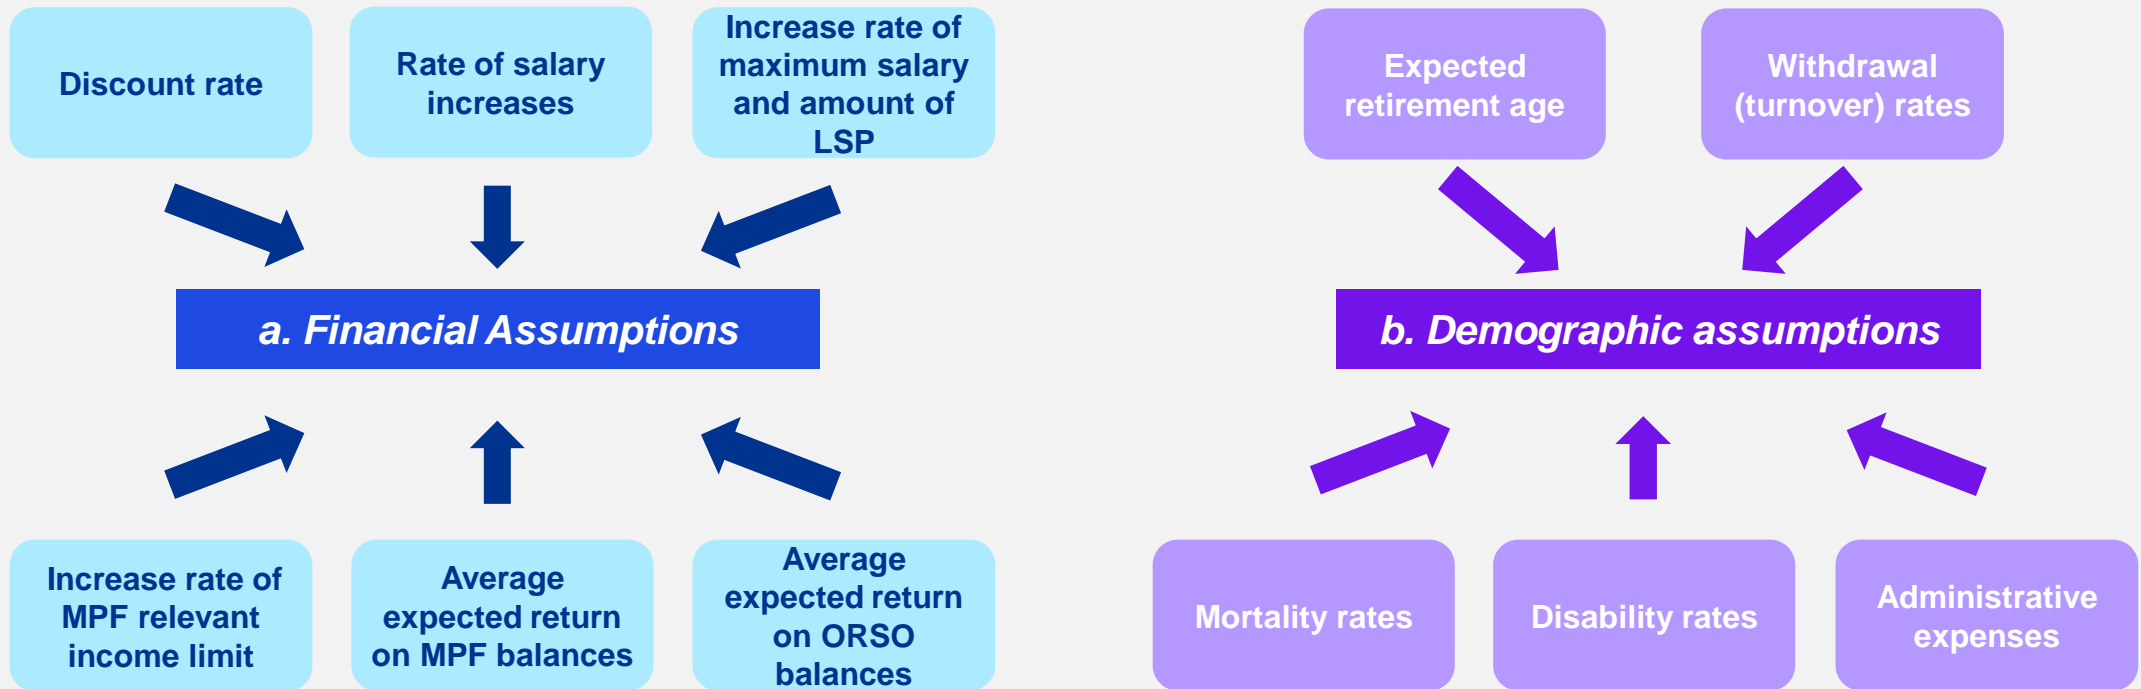 Discount rate
Rate of salary
increases
Increase rate of
maximum salary
and amount of
LSP
a. Financial Assumptions
Increase rate of
MPF relevant
income limit
Average
expected return
on MPF balances
Average
expected return
on ORSO
balances
Expected
retirement age
Withdrawal
(turnover) rates
b. Demographic assumptions
Mortality rates
Disability rates
Administrative
expenses